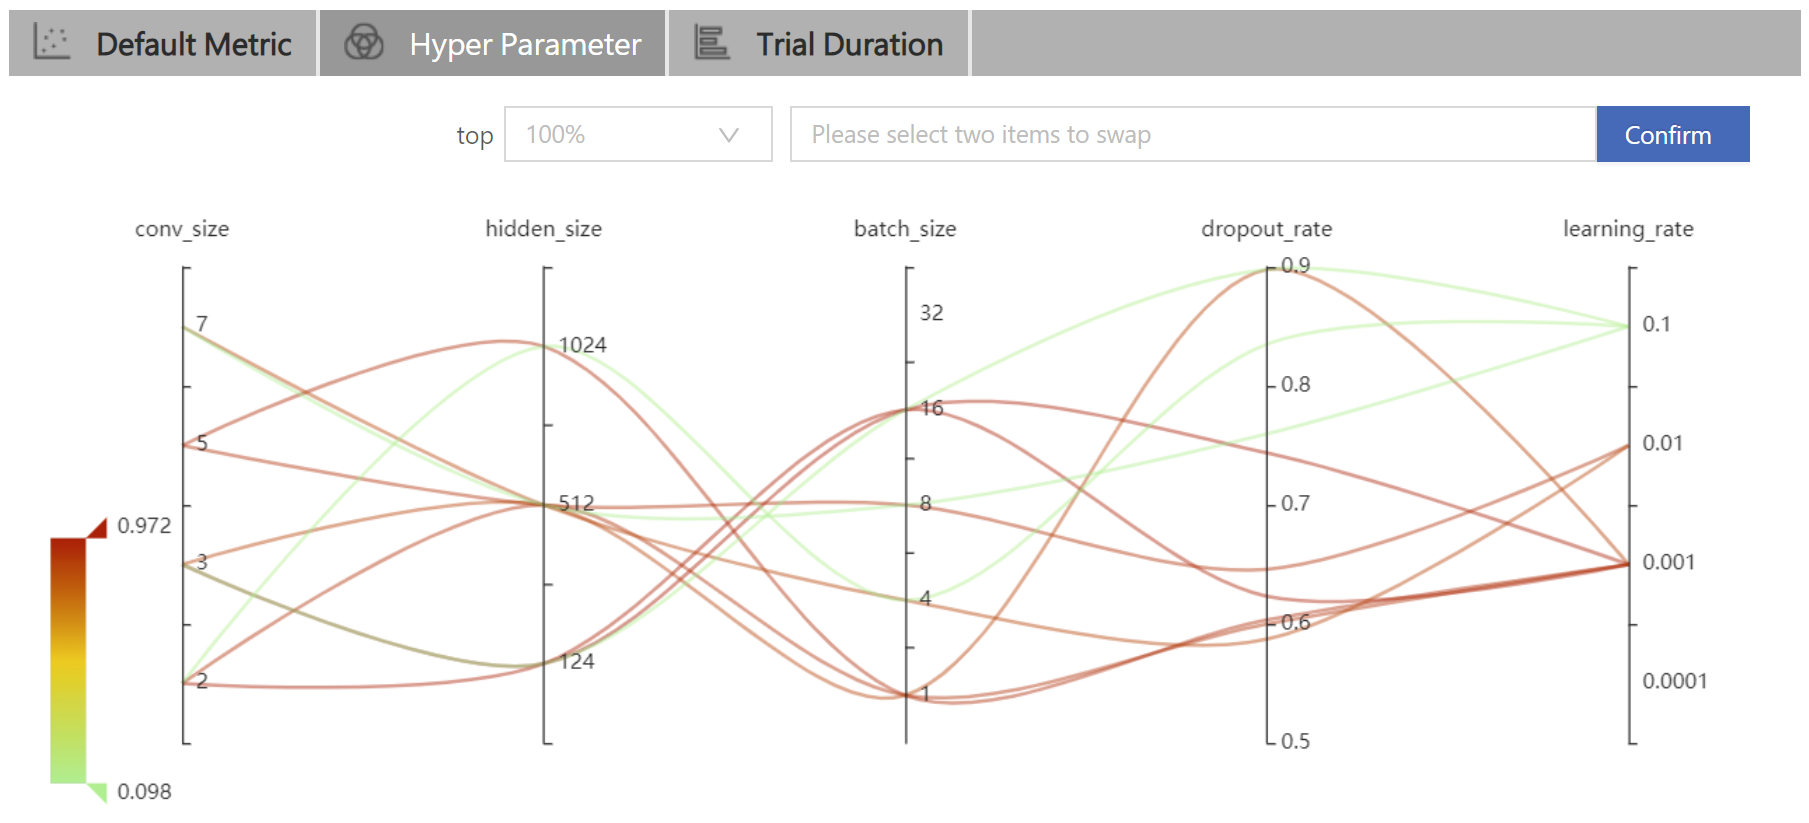 Default Metric
Hyper Parameter
Trial Duration
top
100%
Please select two items to swap
Confirm
conv_size
hidden_size
batch_size
dropout_rate
learning_rate
7
5
3
2
1024
512
124
32
16
8
4
1
0.9
0.8
0.7
0.6
0.5
0.1
0.01
0.001
0.0001
0.972
0.098